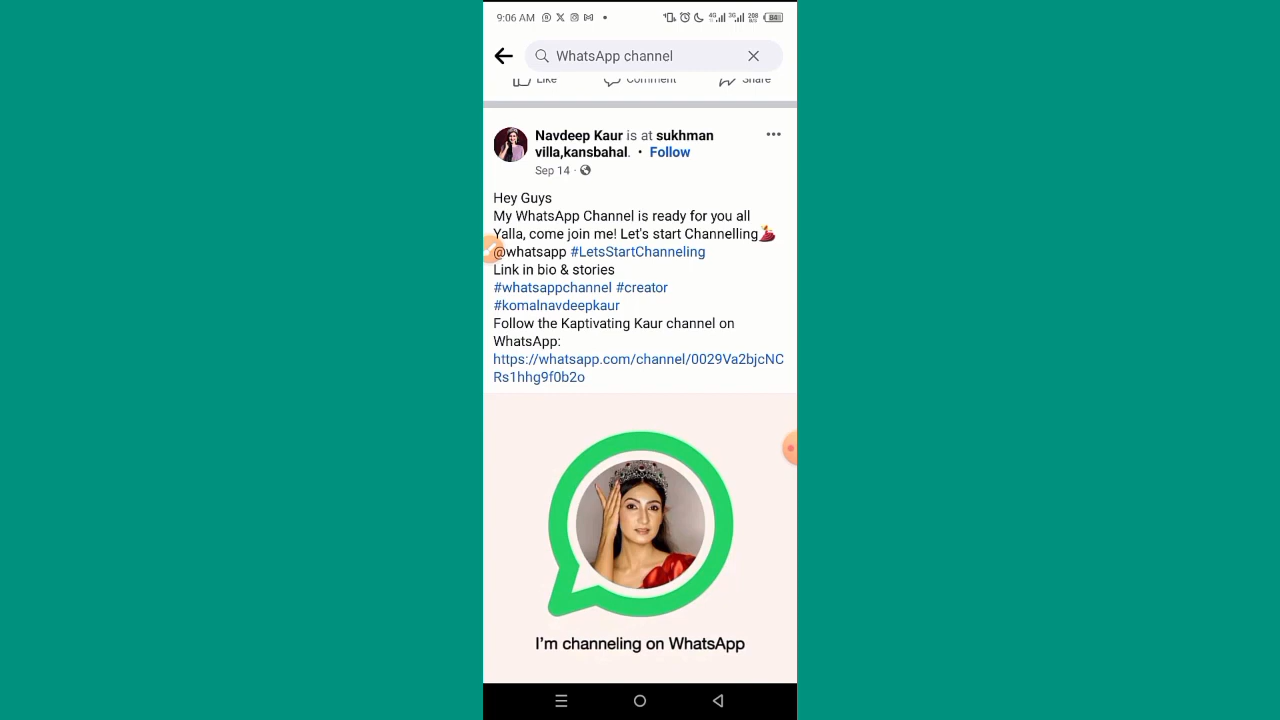 9:06 AM
84
WhatsApp channel
Like Comment Share
Navdeep Kaur is at sukhman
villa,kansbahal. • Follow
Sep 14 ·
Hey Guys
My WhatsApp Channel is ready for you all
Yalla, come join me! Let's start Channelling
@whatsapp #LetsStartChanneling
Link in bio & stories
#whatsappchannel #creator
#komalnavdeepkaur
Follow the Kaptivating Kaur channel on
WhatsApp:
https://whatsapp.com/channel/0029Va2bjcNC
Rs1hhg9f0b2o
I'm channeling on WhatsApp